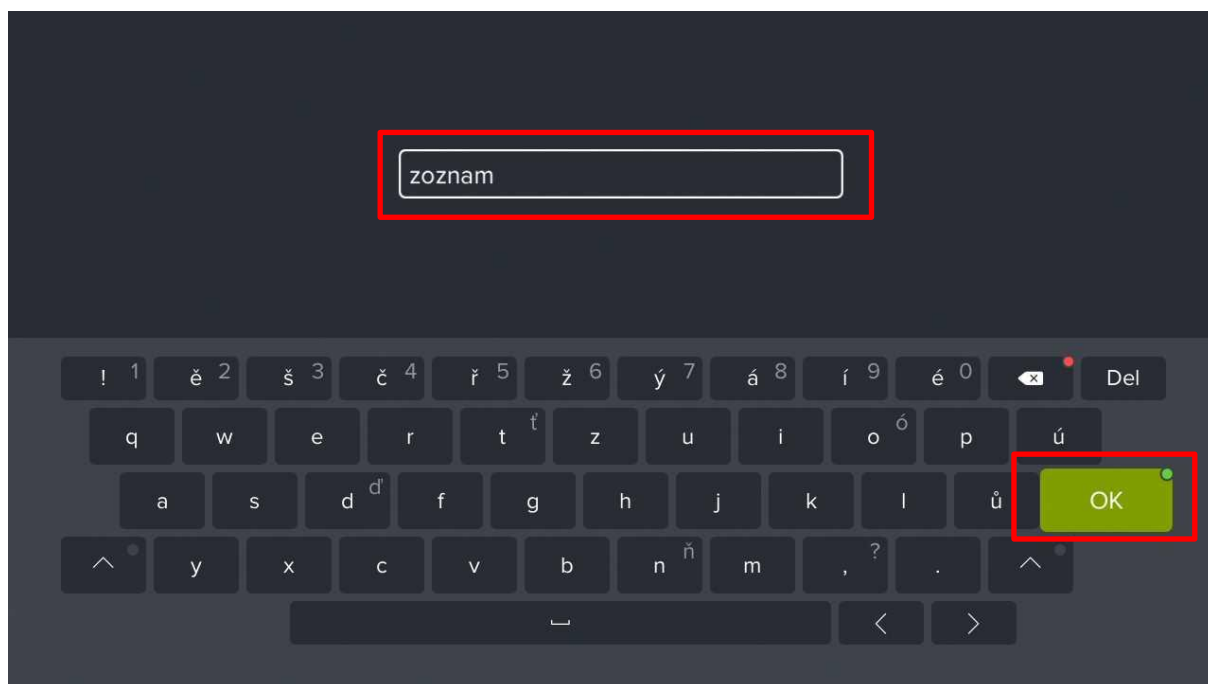 zoznam
! 1 ě 2 š 3 č 4 ř 5 ž 6 ý 7 á 8 í 9 é 0 Del
q w e r t ť z u i o ó p ú
a s d ď f g h j k l ů OK
y x c v b n ň m , ? .